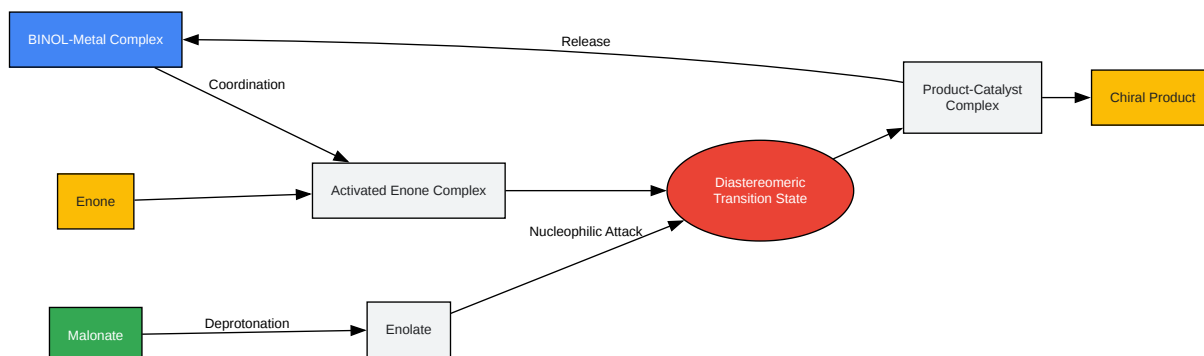 BINOL-Metal Complex
Release
Coordination
Product-Catalyst
Complex
Chiral Product
Enone
Activated Enone Complex
Diastereomeric
Transition State
Nucleophilic Attack
Malonate
Deprotonation
Enolate